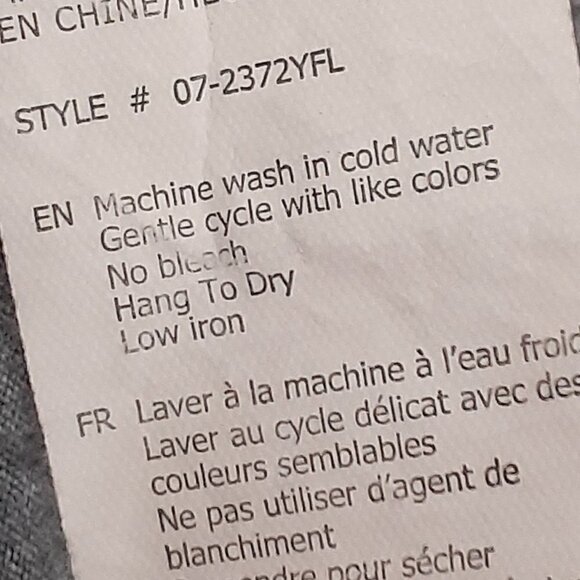 EN CHINE/
STYLE # 07-2372YFL
EN Machine wash in cold water
Gentle cycle with like colors
No bleach
Hang To Dry
Low iron
FR Laver à la machine à l'eau froid
Laver au cycle délicat avec des
couleurs semblables
Ne pas utiliser d'agent de
blanchiment
pour sécher